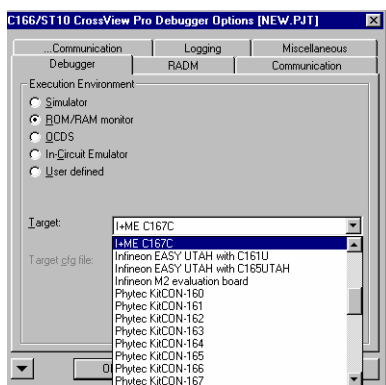 C166/ST10 CrossView Pro Debugger Options [NEW.PJT]
...Communication Logging Miscellaneous
Debugger RADM Communication
Execution Environment
Simulator
ROM/RAM monitor
OCDS
In-Circuit Emulator
User defined
Target: I+ME C167C
I+ME C167C
Infineon EASY UTAH with C161U
Infineon EASY UTAH with C165UTAH
Target cfg file:
Infineon M2 evaluation board
Phytec KitCON-160
Phytec KitCON-161
Phytec KitCON-162
Phytec KitCON-163
Phytec KitCON-164
Phytec KitCON-165
Phytec KitCON-166
Phytec KitCON-167